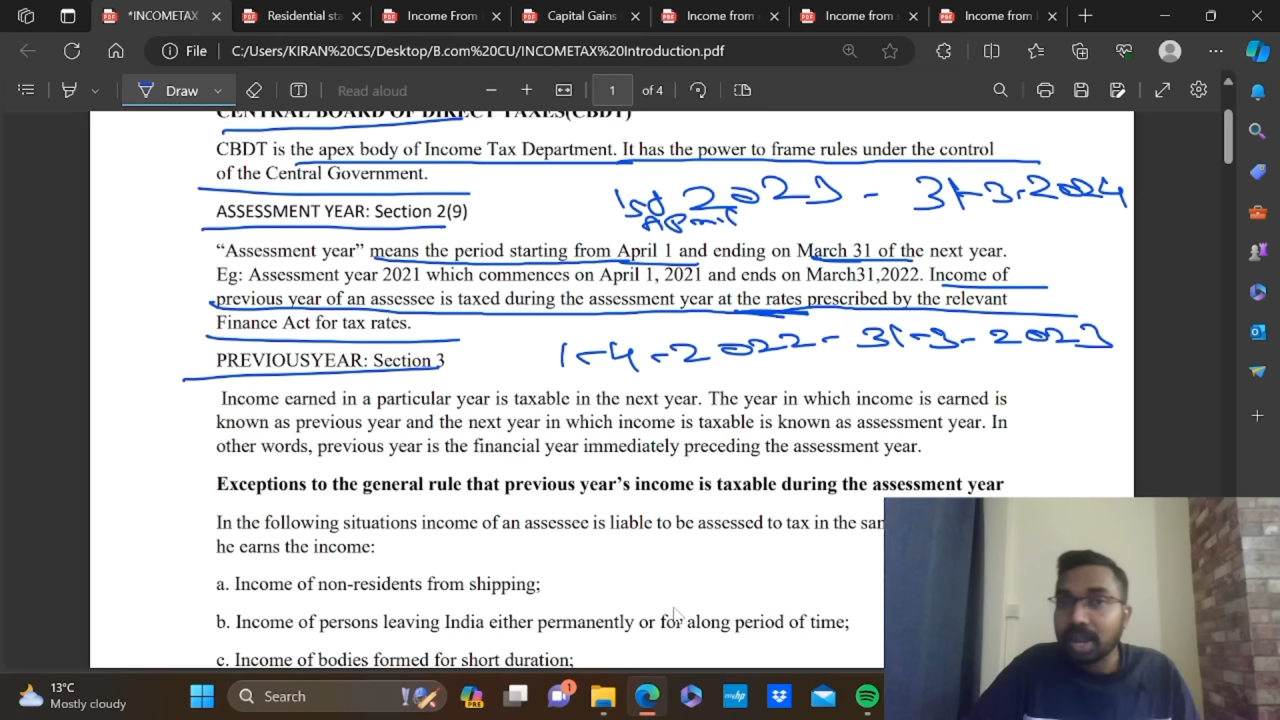 *INCOMETAX
Residential sta
Income From
Capital Gains
Income from
Income from
Income from
File
C:/Users/KIRAN%20CS/Desktop/B.com%20CU/INCOMETAX%20Introduction.pdf
Draw
Read aloud
1
of 4
CENTRAL BOARD OF DIRECT TAXES(CBDT)
CBDT is the apex body of Income Tax Department. It has the power to frame rules under the control
of the Central Government.
1st April 2023 - 31-3-2024
ASSESSMENT YEAR: Section 2(9)
“Assessment year” means the period starting from April 1 and ending on March 31 of the next year.
Eg: Assessment year 2021 which commences on April 1, 2021 and ends on March31,2022. Income of
previous year of an assessee is taxed during the assessment year at the rates prescribed by the relevant
Finance Act for tax rates.
1-4-2022 - 31-3-2023
PREVIOUSYEAR: Section 3
Income earned in a particular year is taxable in the next year. The year in which income is earned is
known as previous year and the next year in which income is taxable is known as assessment year. In
other words, previous year is the financial year immediately preceding the assessment year.
Exceptions to the general rule that previous year’s income is taxable during the assessment year
In the following situations income of an assessee is liable to be assessed to tax in the
he earns the income:
a. Income of non-residents from shipping;
b. Income of persons leaving India either permanently or for along period of time;
c. Income of bodies formed for short duration;
13°C
Mostly cloudy
Search
PRE
1